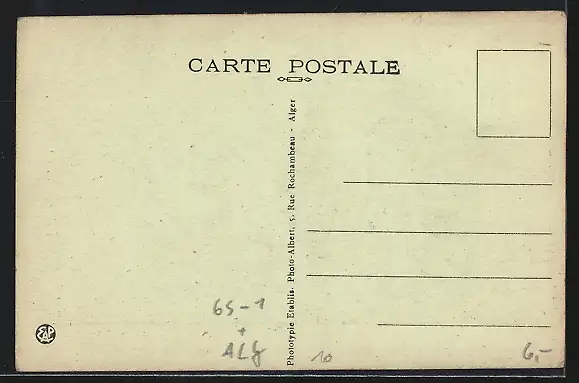 CARTE POSTALE
Phototypie Etablis. Photo-Albert, 5, Rue Rochambeau - Alger
65-1
+
ALG
10
6,-